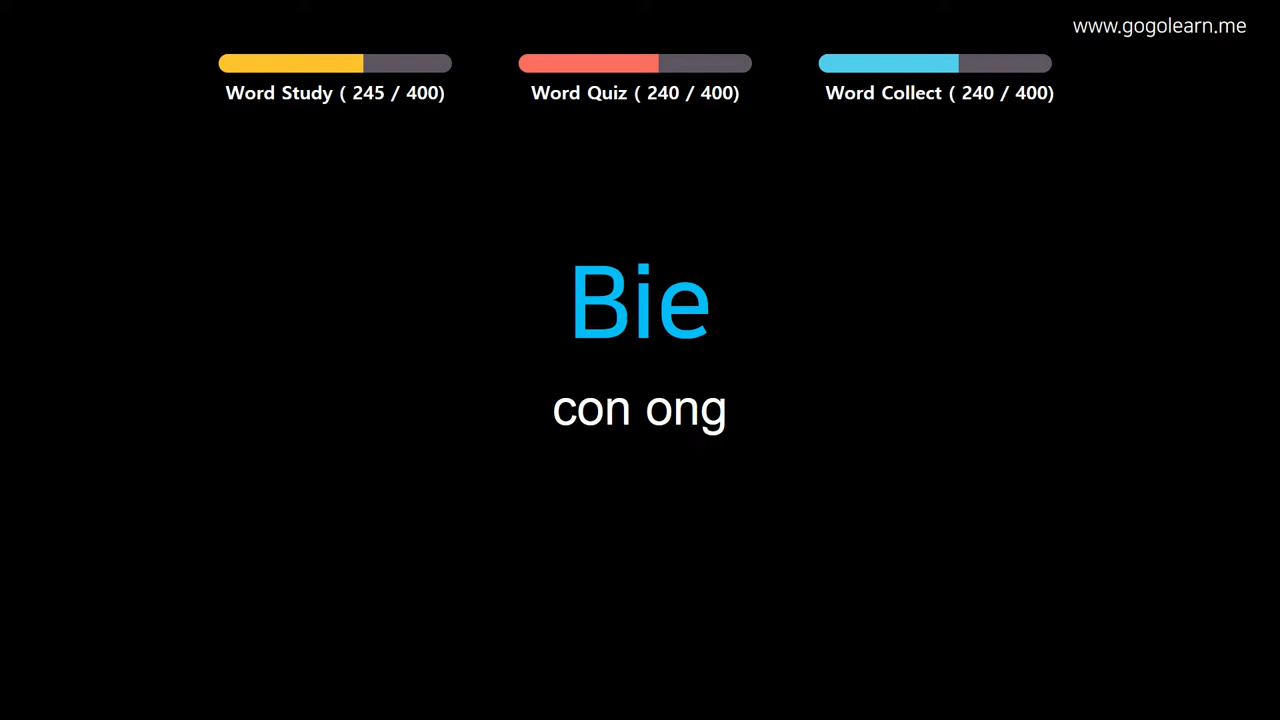 www.gogolearn.me
Word Study ( 245 / 400)
Word Quiz ( 240 / 400)
Word Collect ( 240 / 400)
Bie
con ong